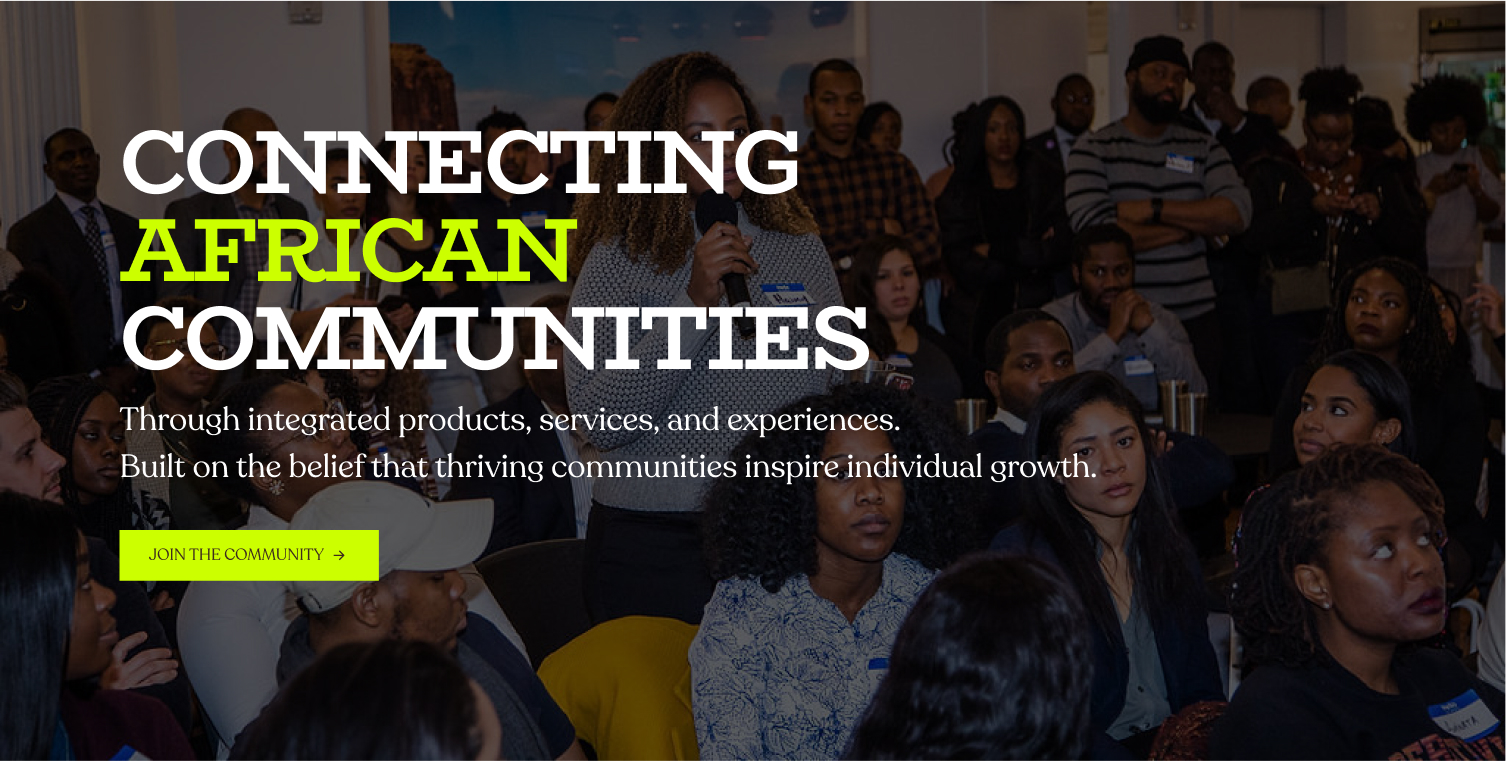 CONNECTING
AFRICAN
COMMUNITIES
Through integrated products, services, and experiences.
Built on the belief that thriving communities inspire individual growth.
JOIN THE COMMUNITY →